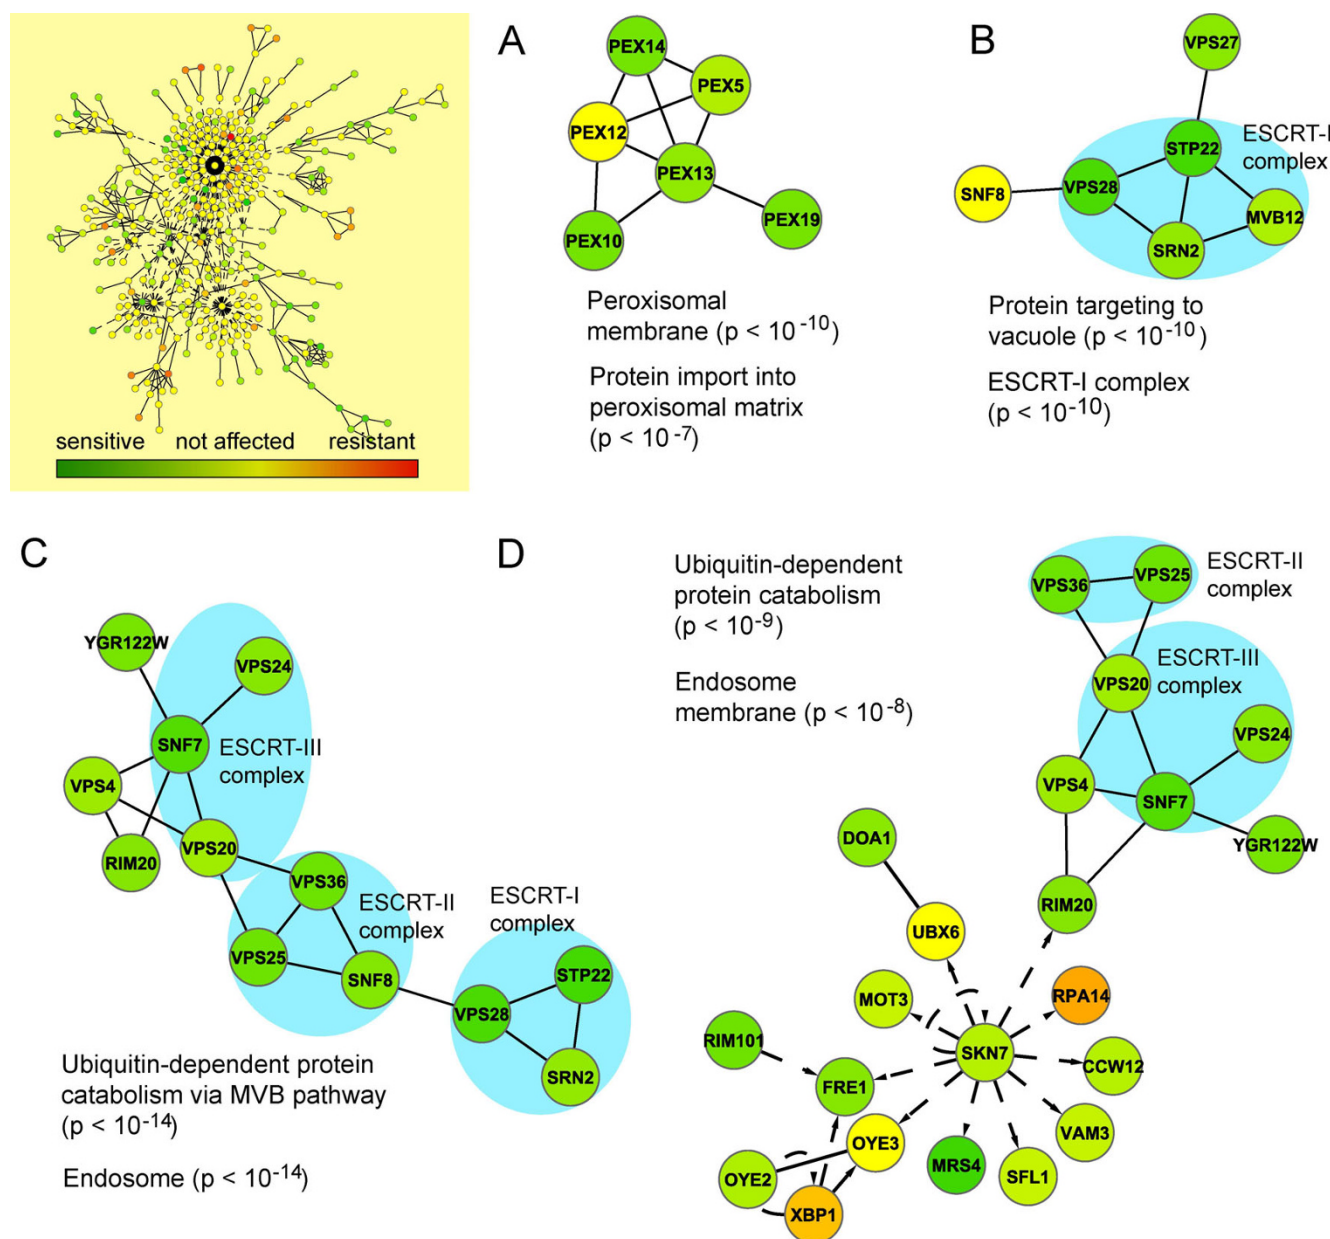 sensitive not affected resistant
A
PEX14
PEX5
PEX12
PEX13
PEX10
PEX19
Peroxisomal
membrane (p < 10 -10)
Protein import into
peroxisomal matrix
(p < 10 -7)
B
VPS27
ESCRT-I
complex
STP22
SNF8
VPS28
MVB12
SRN2
Protein targeting to
vacuole (p < 10 -10)
ESCRT-I complex
(p < 10 -10)
C
YGR122W
VPS24
SNF7
ESCRT-III
complex
VPS4
RIM20
VPS20
VPS36
ESCRT-II
complex
VPS25
SNF8
ESCRT-I
complex
STP22
VPS28
SRN2
Ubiquitin-dependent protein
catabolism via MVB pathway
(p < 10 -14)
Endosome (p < 10 -14)
D
Ubiquitin-dependent
protein catabolism
(p < 10 -9)
Endosome
membrane (p < 10 -8)
VPS36
VPS25
ESCRT-II
complex
ESCRT-III
complex
VPS20
VPS24
VPS4
SNF7
YGR122W
DOA1
RIM20
UBX6
MOT3
RPA14
RIM101
SKN7
CCW12
FRE1
VAM3
OYE3
MRS4
SFL1
OYE2
XBP1